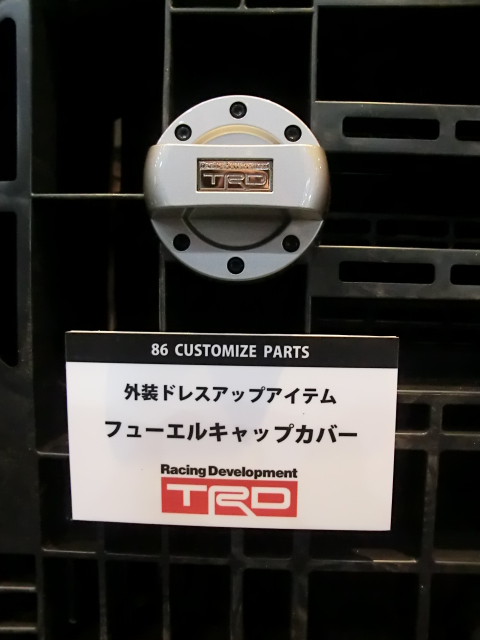 TRD
86 CUSTOMIZE PARTS
外装ドレスアップアイテム
フューエルキャップカバー
Racing Development
TRD